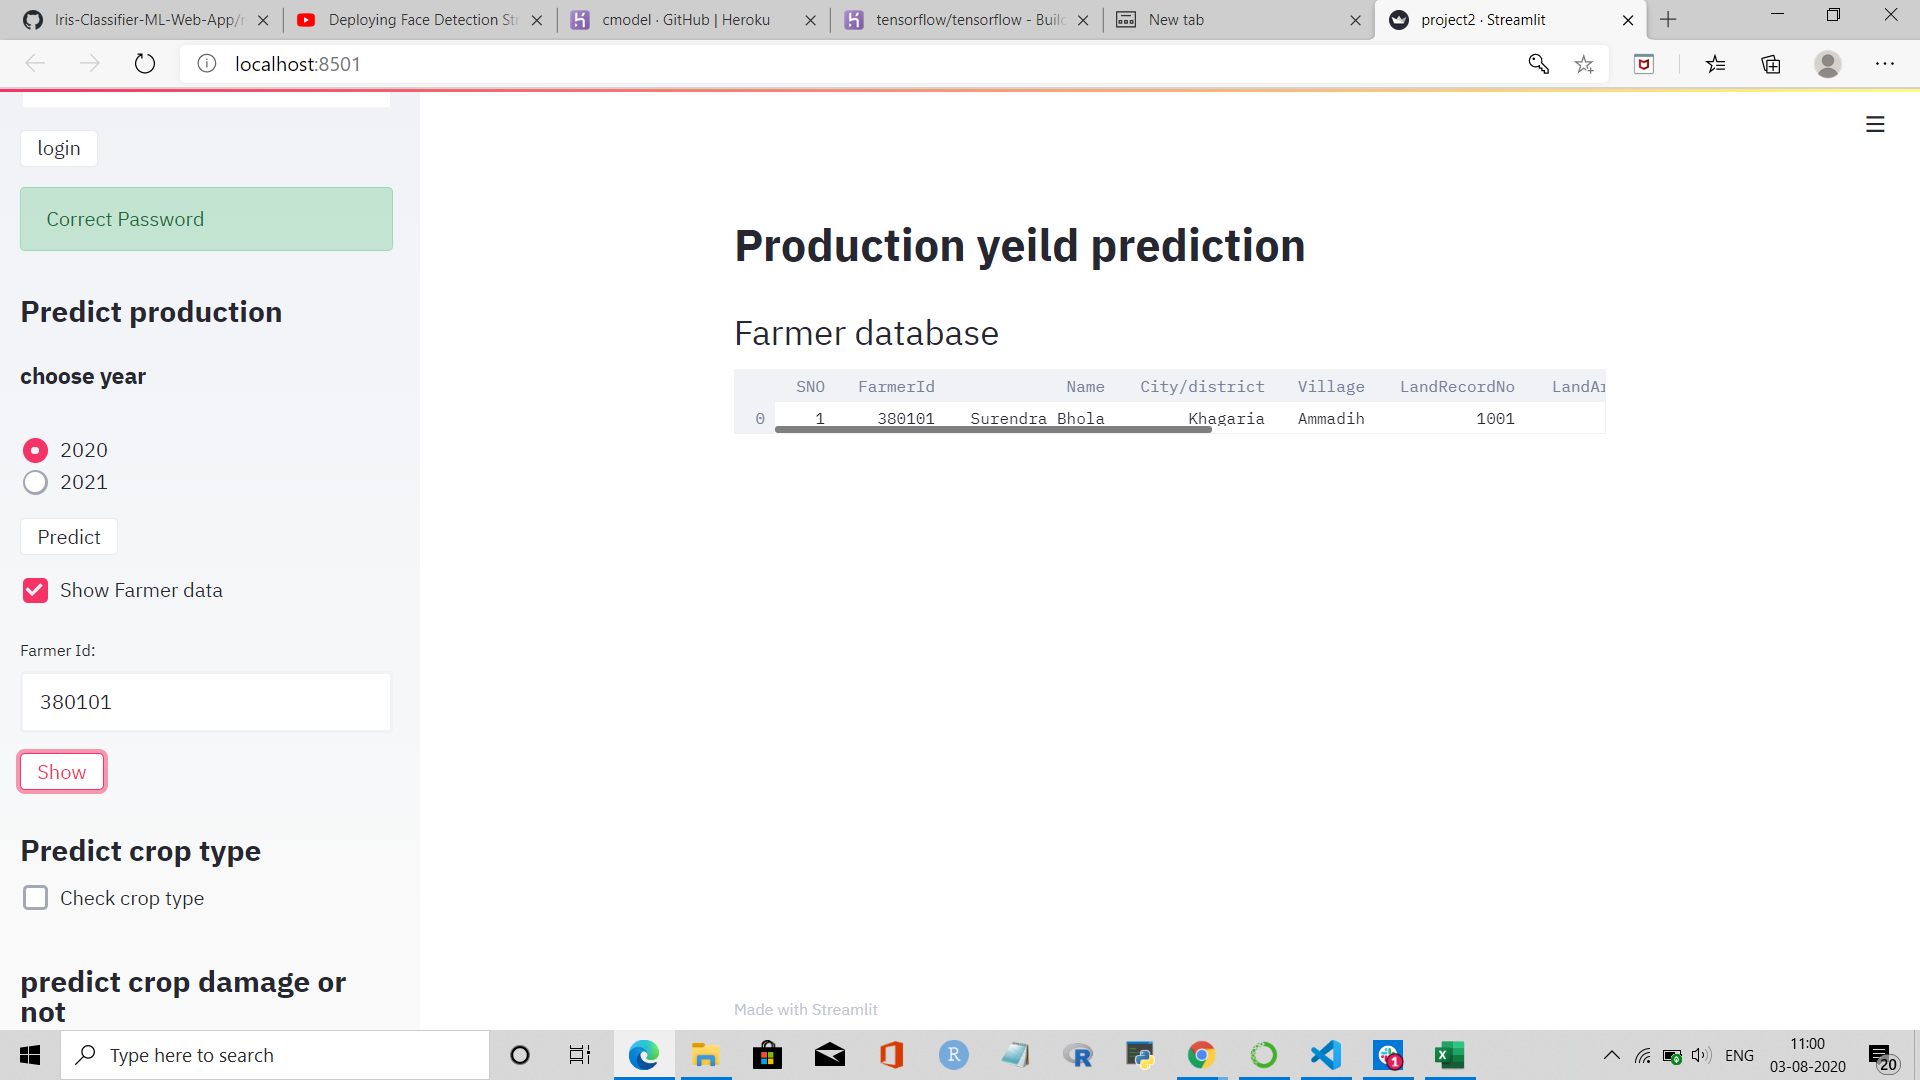 Iris-Classifier-ML-Web-App/
Deploying Face Detection St
cmodel · GitHub | Heroku
tensorflow/tensorflow - Build
New tab
project2 · Streamlit
localhost:8501
login
Correct Password
Predict production
choose year
2020
2021
Predict
Show Farmer data
Farmer Id:
380101
Show
Predict crop type
Check crop type
predict crop damage or
not
Production yeild prediction
Farmer database
SNO FarmerId Name City/district Village LandRecordNo LandAr
0 1 380101 Surendra Bhola Khagaria Ammadih 1001
Made with Streamlit
Type here to search
R
R
1
ENG
11:00
03-08-2020
20